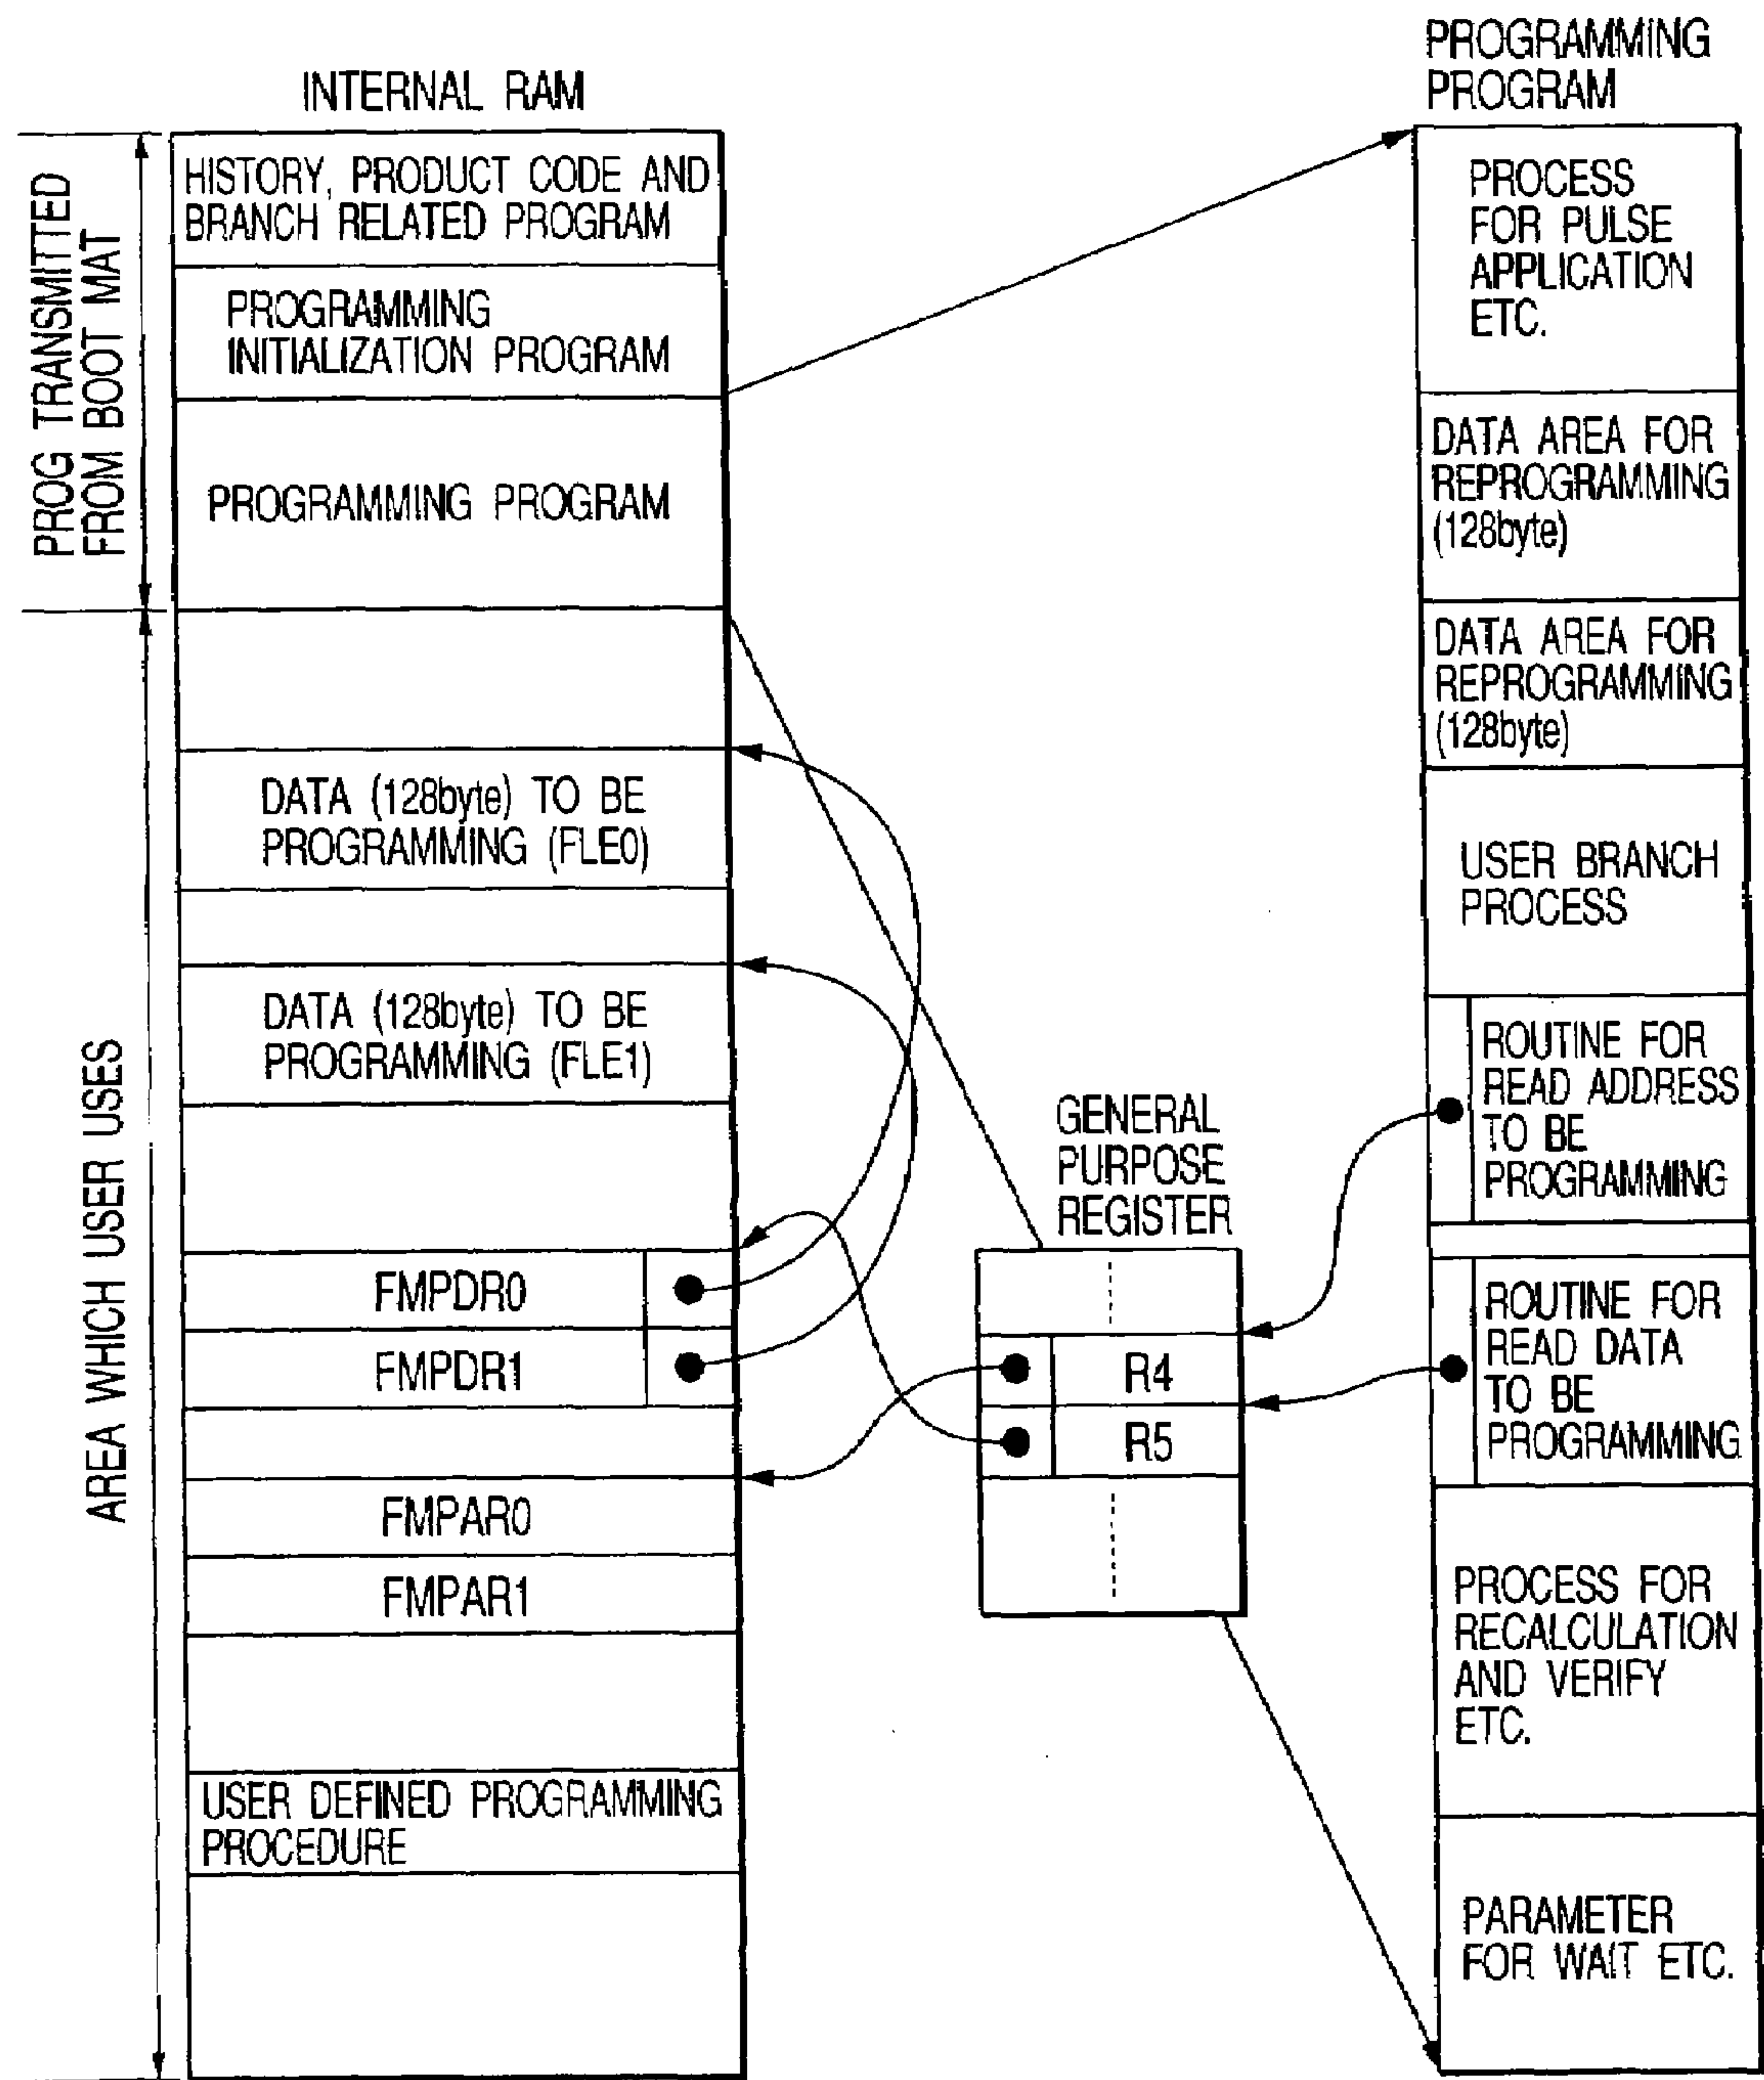 INTERNAL RAM
PROG TRANSMITTED
FROM BOOT MAT
HISTORY, PRODUCT CODE AND
BRANCH RELATED PROGRAM
PROGRAMMING
INITIALIZATION PROGRAM
PROGRAMMING PROGRAM
AREA WHICH USER USES
DATA (128byte) TO BE
PROGRAMMING (FLE0)
DATA (128byte) TO BE
PROGRAMMING (FLE1)
FMPDR0
FMPDR1
FMPAR0
FMPAR1
USER DEFINED PROGRAMMING
PROCEDURE
GENERAL
PURPOSE
REGISTER
R4
R5
PROGRAMMING
PROGRAM
PROCESS
FOR PULSE
APPLICATION
ETC.
DATA AREA FOR
REPROGRAMMING
(128byte)
DATA AREA FOR
REPROGRAMMING
(128byte)
USER BRANCH
PROCESS
ROUTINE FOR
READ ADDRESS
TO BE
PROGRAMMING
ROUTINE FOR
READ DATA
TO BE
PROGRAMMING
PROCESS FOR
RECALCULATION
AND VERIFY
ETC.
PARAMETER
FOR WAIT ETC.